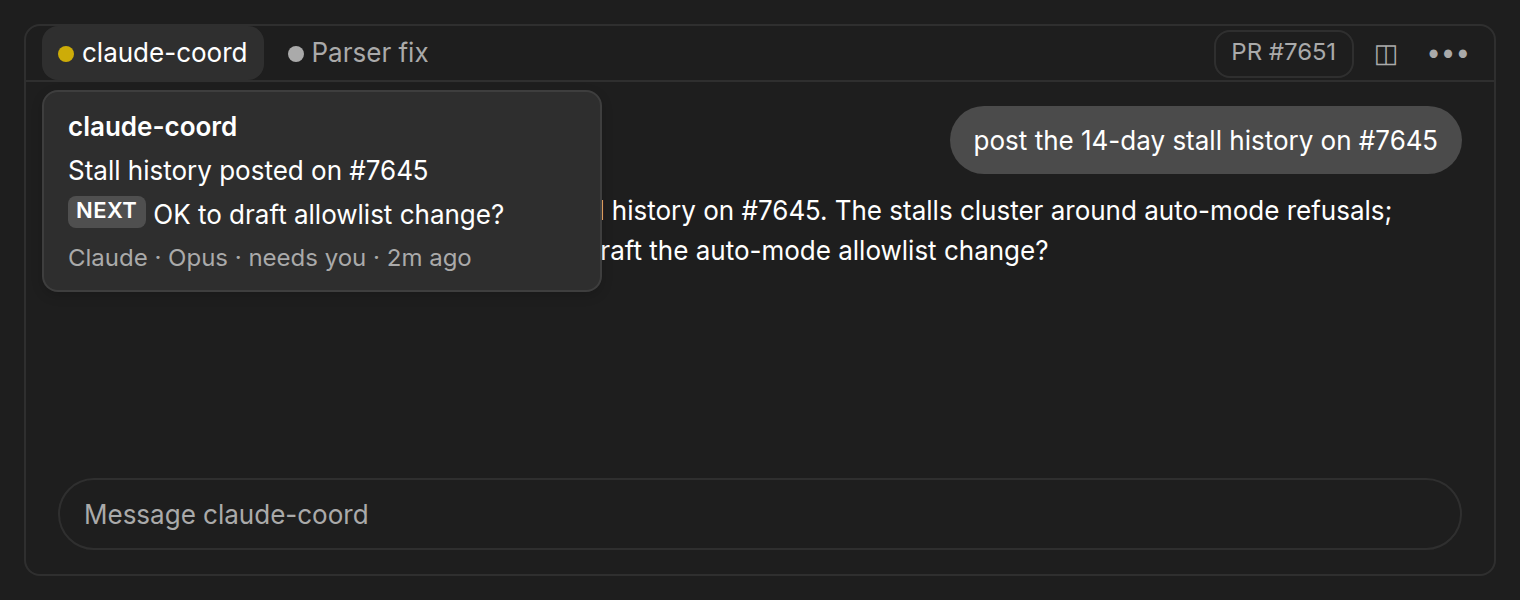 claude-coord
Parser fix
PR #7651
claude-coord
Stall history posted on #7645
NEXT OK to draft allowlist change?
Claude · Opus · needs you · 2m ago
post the 14-day stall history on #7645
history on #7645. The stalls cluster around auto-mode refusals;
the auto-mode allowlist change?
Message claude-coord